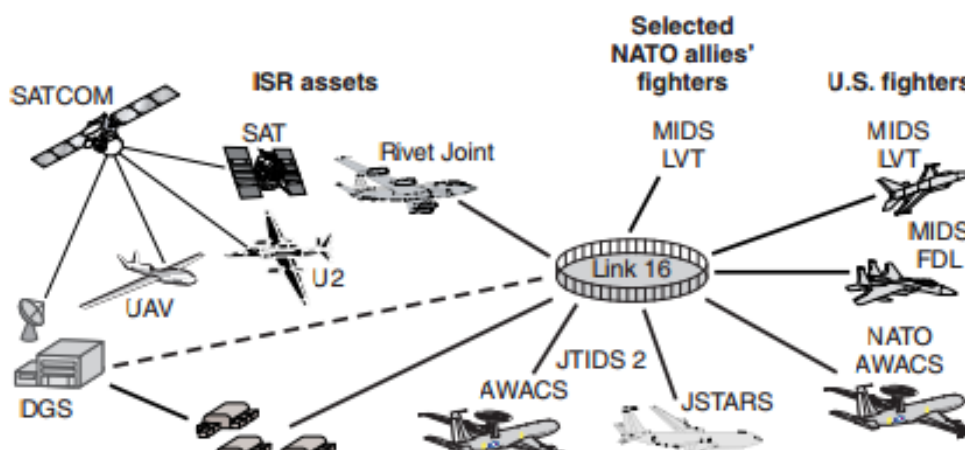 Selected
NATO allies'
fighters
ISR assets
U.S. fighters
SATCOM
SAT
Rivet Joint
MIDS
LVT
MIDS
LVT
MIDS
FDL
Link 16
U2
UAV
DGS
JTIDS 2
AWACS
JSTARS
NATO
AWACS